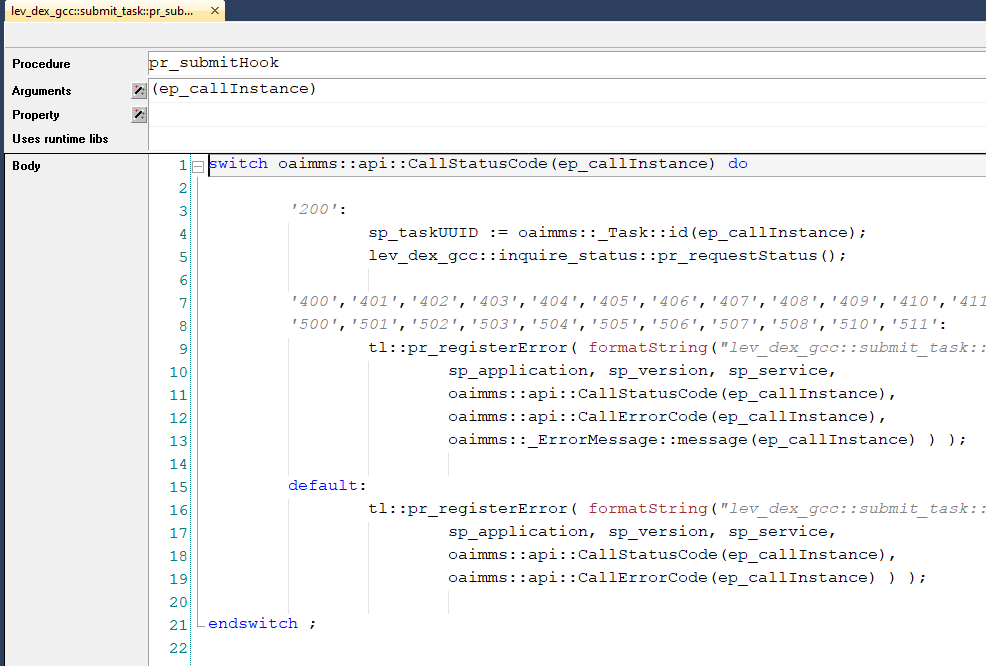 lev_dex_gcc::submit_task::pr_sub... ×
Procedure pr_submitHook
Arguments (ep_callInstance)
Property
Uses runtime libs
Body
1 switch oaimms::api::CallStatusCode(ep_callInstance) do
2
3 '200':
4 sp_taskUUID := oaimms::_Task::id(ep_callInstance);
5 lev_dex_gcc::inquire_status::pr_requestStatus();
6
7 '400','401','402','403','404','405','406','407','408','409','410','411
8 '500','501','502','503','504','505','506','507','508','510','511':
9 tl::pr_registerError( formatString("lev_dex_gcc::submit_task::
10 sp_application, sp_version, sp_service,
11 oaimms::api::CallStatusCode(ep_callInstance),
12 oaimms::api::CallErrorCode(ep_callInstance),
13 oaimms::_ErrorMessage::message(ep_callInstance) ) );
14
15 default:
16 tl::pr_registerError( formatString("lev_dex_gcc::submit_task::
17 sp_application, sp_version, sp_service,
18 oaimms::api::CallStatusCode(ep_callInstance),
19 oaimms::api::CallErrorCode(ep_callInstance) ) );
20
21 endswitch ;
22